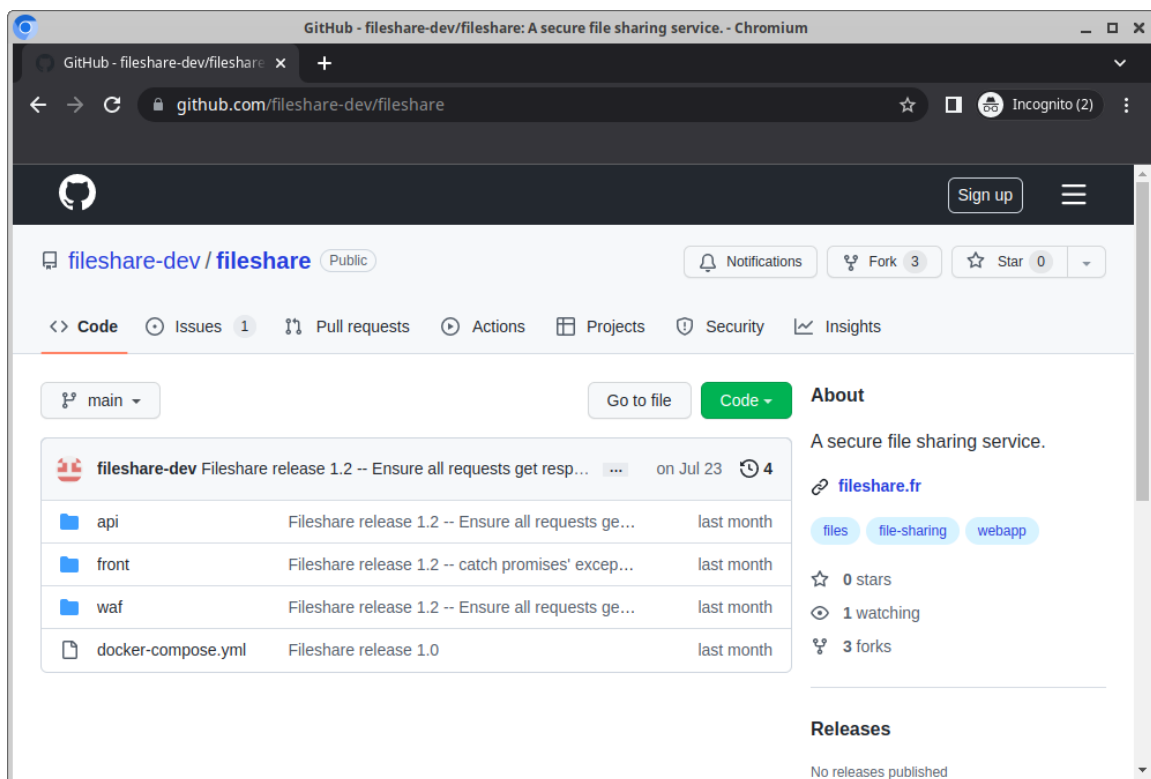 GitHub - fileshare-dev/fileshare: A secure file sharing service. - Chromium
GitHub - fileshare-dev/fileshare
github.com/fileshare-dev/fileshare
Incognito (2)
Sign up
fileshare-dev / fileshare Public
Notifications
Fork 3
Star 0
Code
Issues 1
Pull requests
Actions
Projects
Security
Insights
main
Go to file
Code
fileshare-dev Fileshare release 1.2 -- Ensure all requests get resp… ... on Jul 23 4
api Fileshare release 1.2 -- Ensure all requests ge… last month
front Fileshare release 1.2 -- catch promises' excep… last month
waf Fileshare release 1.2 -- Ensure all requests ge… last month
docker-compose.yml Fileshare release 1.0 last month
About
A secure file sharing service.
fileshare.fr
files file-sharing webapp
0 stars
1 watching
3 forks
Releases
No releases published